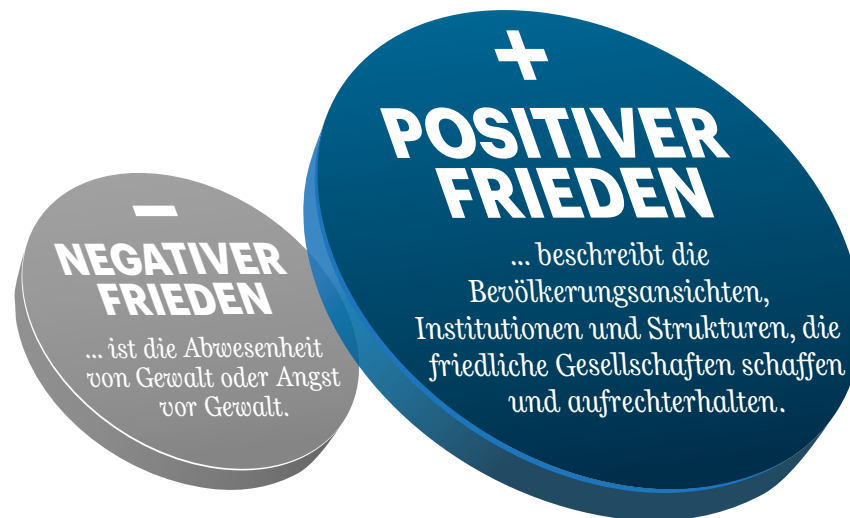 –
NEGATIVER
FRIEDEN
... ist die Abwesenheit
von Gewalt oder Angst
vor Gewalt.
+
POSITIVER
FRIEDEN
... beschreibt die
Bevölkerungsansichten,
Institutionen und Strukturen, die
friedliche Gesellschaften schaffen
und aufrechterhalten.